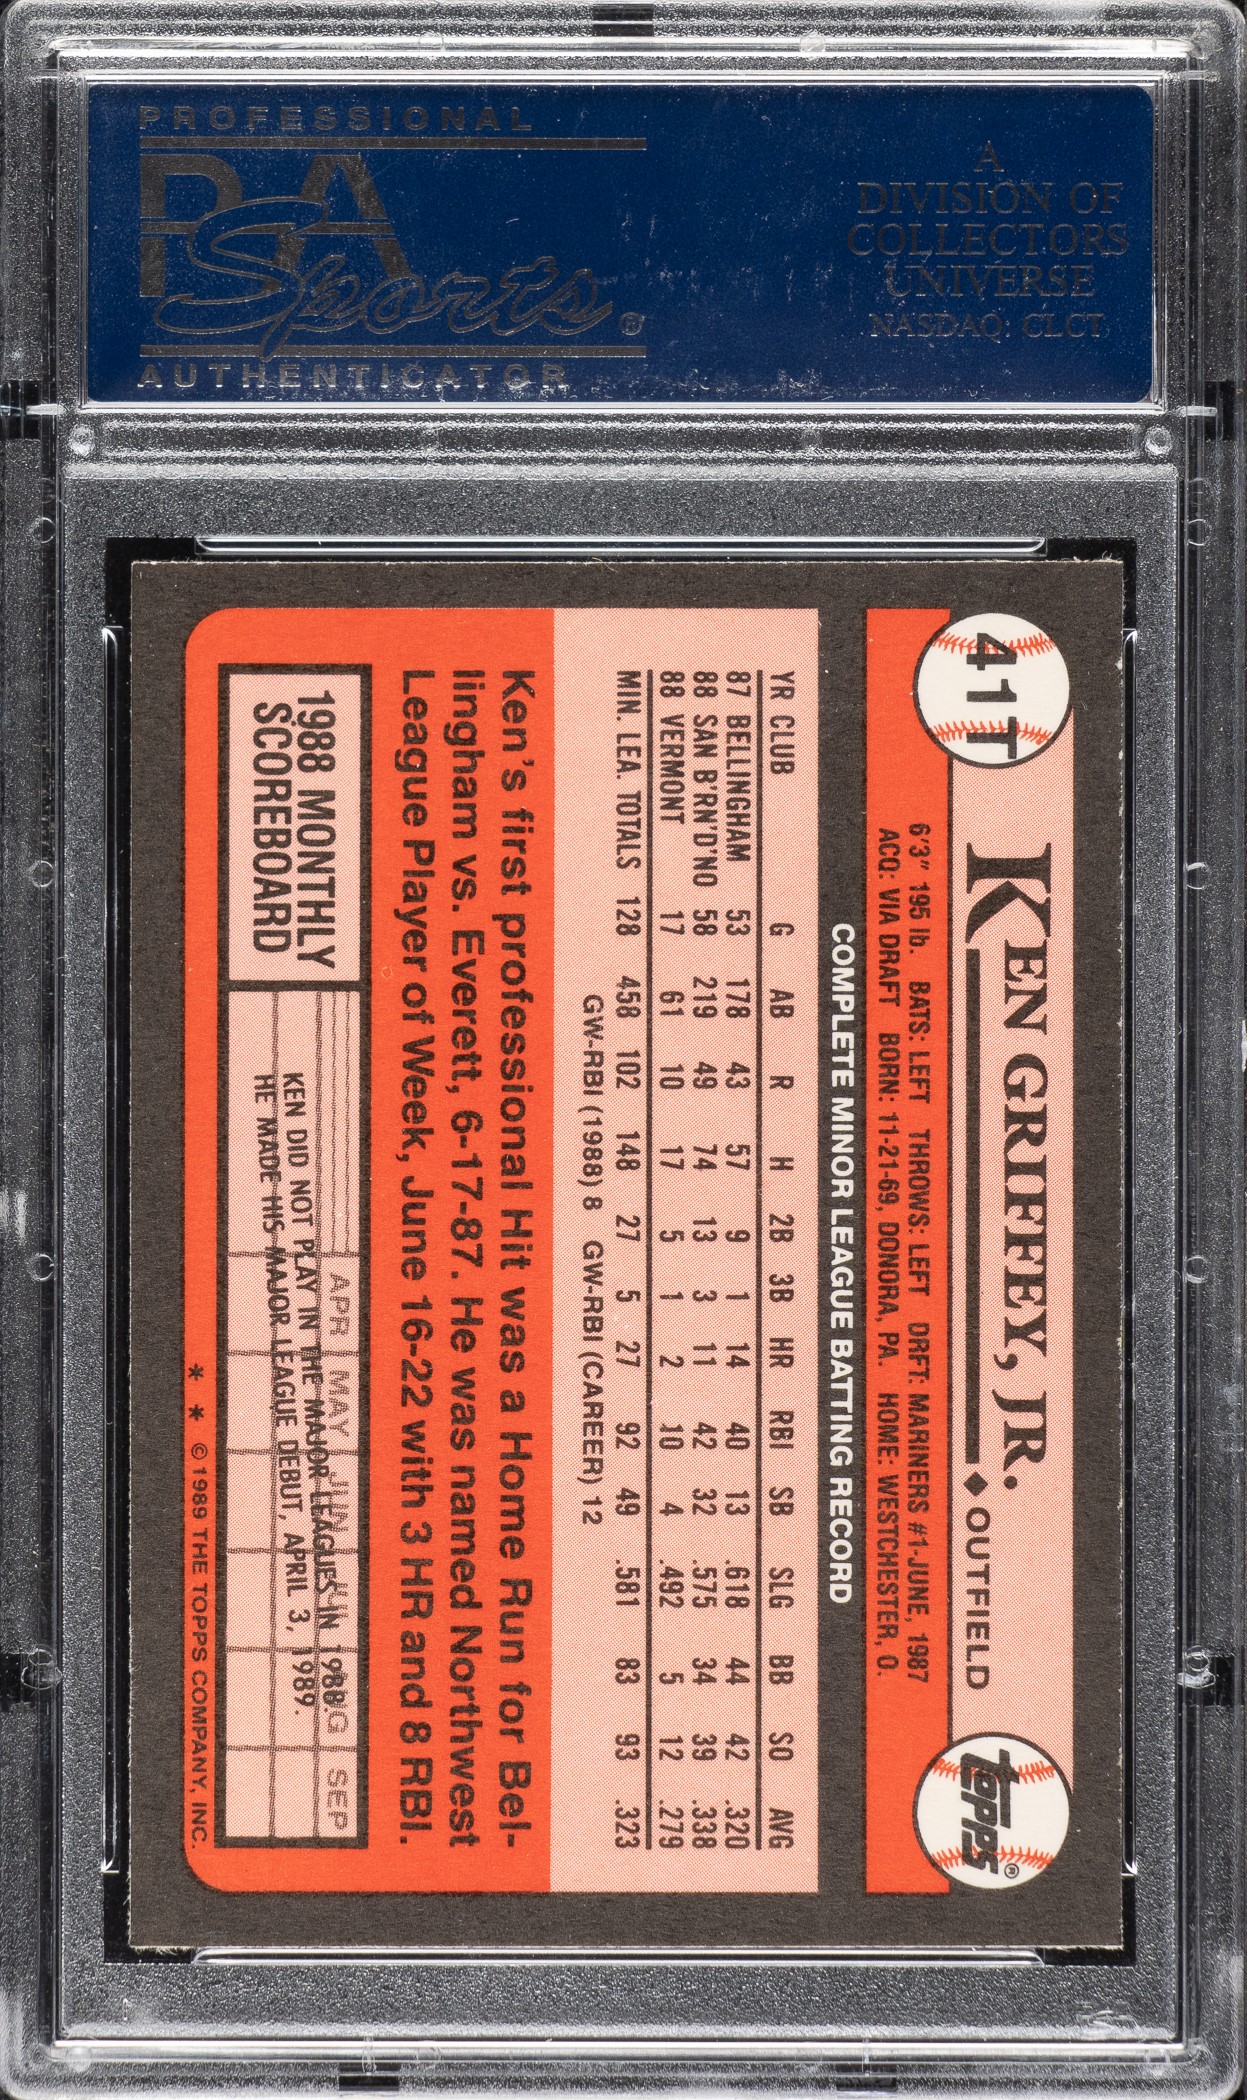 PROFESSIONAL
PSA
Sports®
AUTHENTICATOR
A
DIVISION OF
COLLECTORS
UNIVERSE
NASDAQ: CLCT
41T
KEN GRIFFEY, JR. ◆ OUTFIELD
topps®
6'3" 195 lb. BATS: LEFT THROWS: LEFT DRFT: MARINERS #1-JUNE, 1987
ACQ: VIA DRAFT BORN: 11-21-69, DONORA, PA. HOME: WESTCHESTER, O.
COMPLETE MINOR LEAGUE BATTING RECORD
YR CLUB G AB R H 2B 3B HR RBI SB SLG BB SO AVG
87 BELLINGHAM 53 178 43 57 9 1 14 40 13 .618 44 42 .320
88 SAN B'RN'D'NO 58 219 49 74 13 3 11 42 32 .575 34 39 .338
88 VERMONT 17 61 10 17 5 1 2 10 4 .492 5 12 .279
MIN. LEA. TOTALS 128 458 102 148 27 5 27 92 49 .581 83 93 .323
GW-RBI (1988) 8 GW-RBI (CAREER) 12
Ken's first professional Hit was a Home Run for Bel-
lingham vs. Everett, 6-17-87. He was named Northwest
League Player of Week, June 16-22 with 3 HR and 8 RBI.
1988 MONTHLY
SCOREBOARD
APR MAY JUN JUL AUG SEP
KEN DID NOT PLAY IN THE MAJOR LEAGUES IN 1988.
HE MADE HIS MAJOR LEAGUE DEBUT, APRIL 3, 1989.
* * © 1989 THE TOPPS COMPANY, INC.